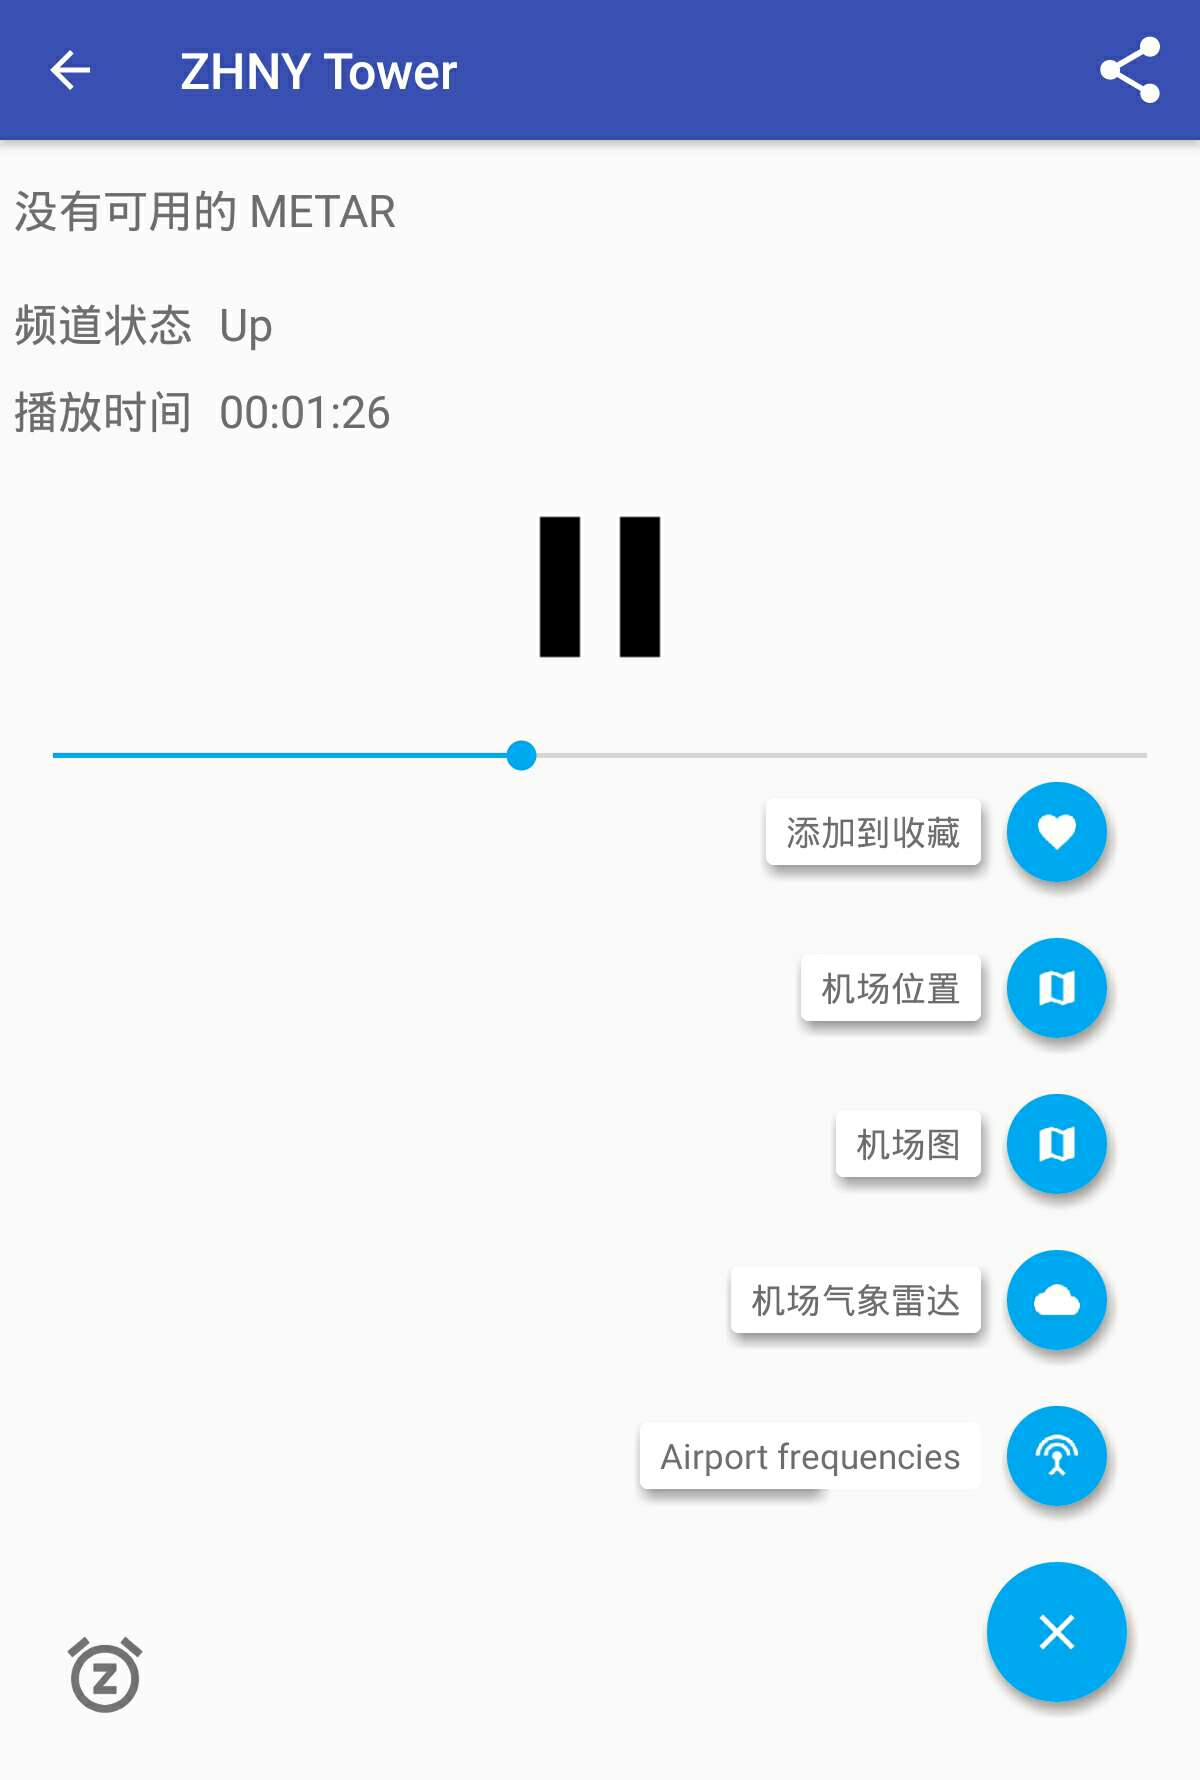 ZHNY Tower
没有可用的 METAR
频道状态 Up
播放时间 00:01:26
添加到收藏
机场位置
机场图
机场气象雷达
Airport frequencies